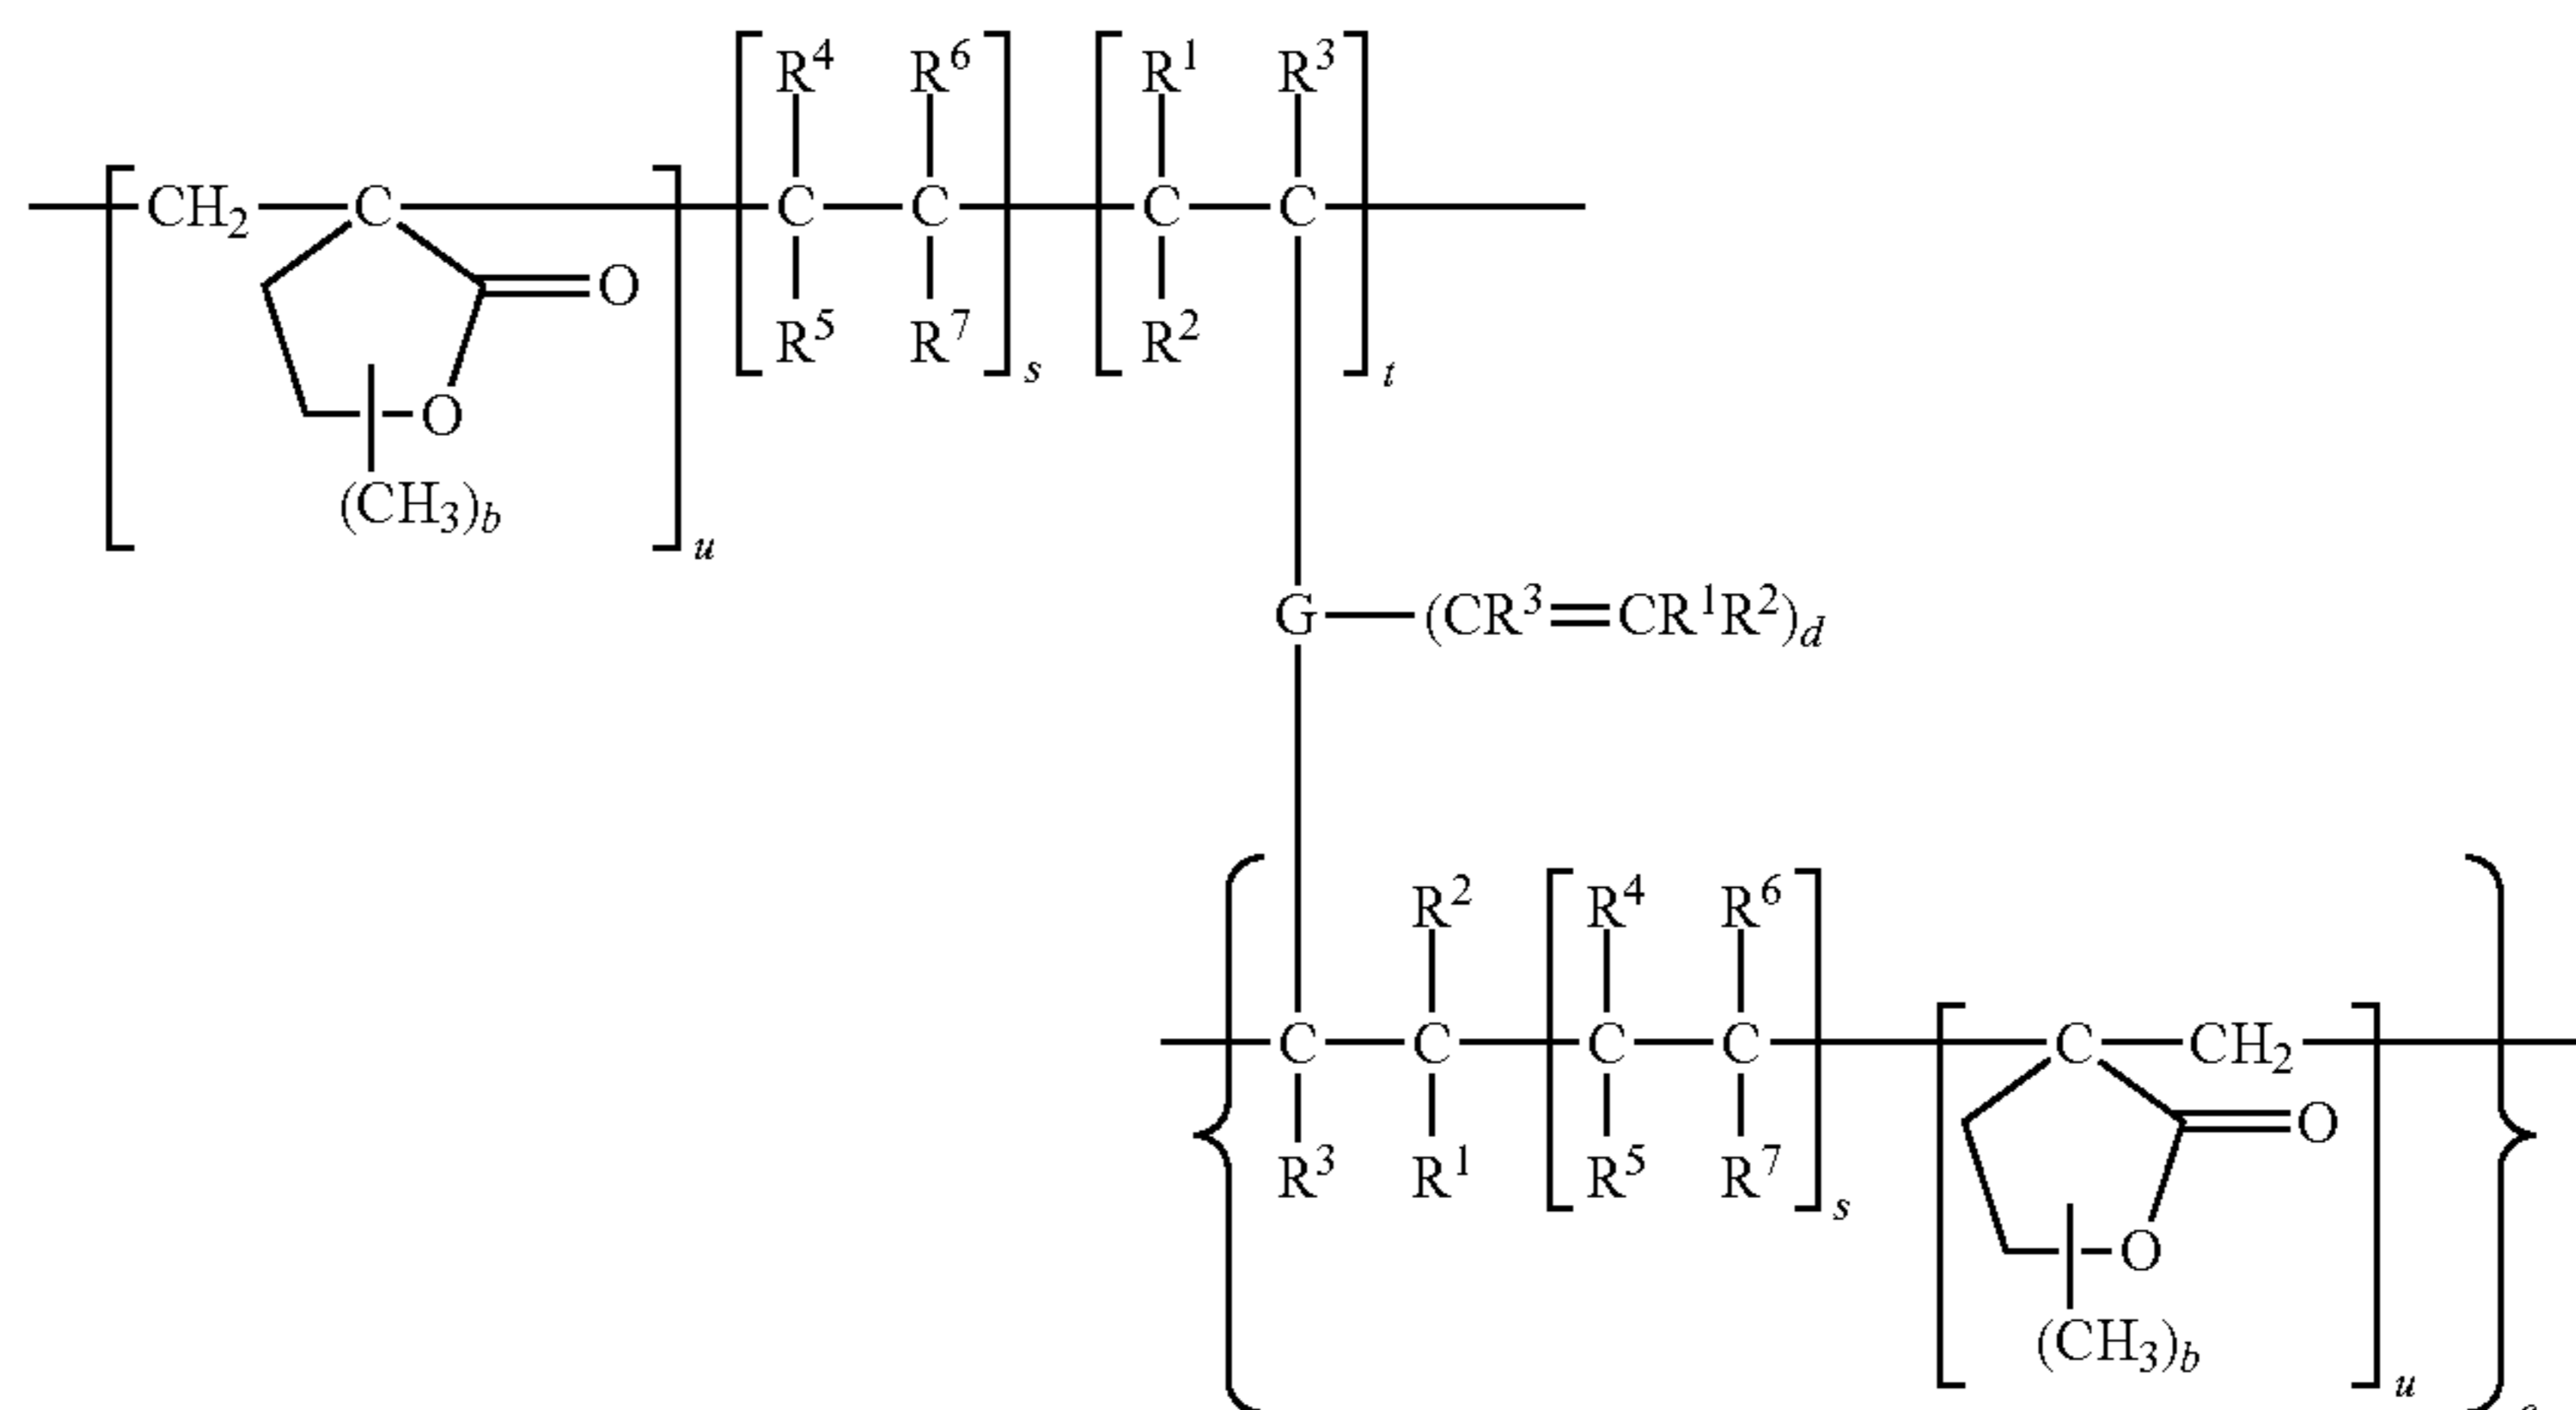 R⁴ R⁶ R¹ R³
CH₂ C C C C C
O
R⁵ R⁷ s R² t
O
(CH₃)b
u
G—(CR³=CR¹R²)d
R² R⁴ R⁶
C C C C C CH₂
O
R³ R¹ R⁵ R⁷ s
O
(CH₃)b
u